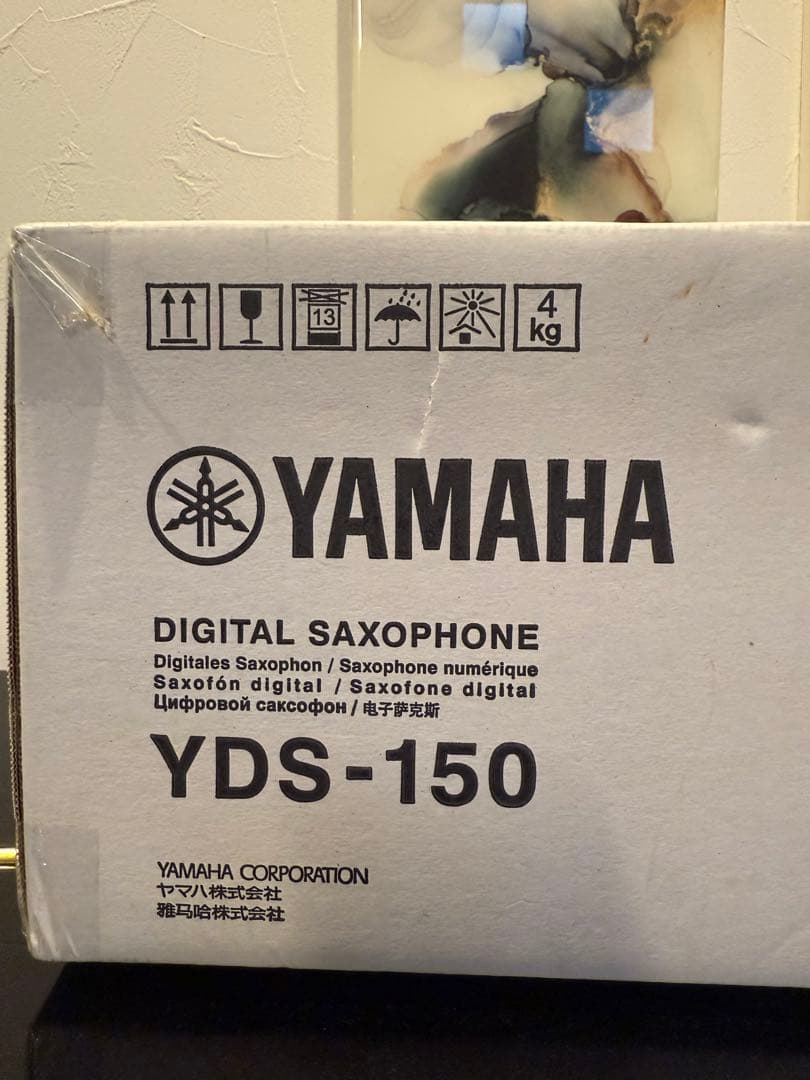 13
4
kg
YAMAHA
DIGITAL SAXOPHONE
Digitales Saxophon / Saxophone numérique
Saxofón digital / Saxofone digital
Цифровой саксофон / 电子萨克斯
YDS-150
YAMAHA CORPORATION
ヤマハ株式会社
雅马哈株式会社